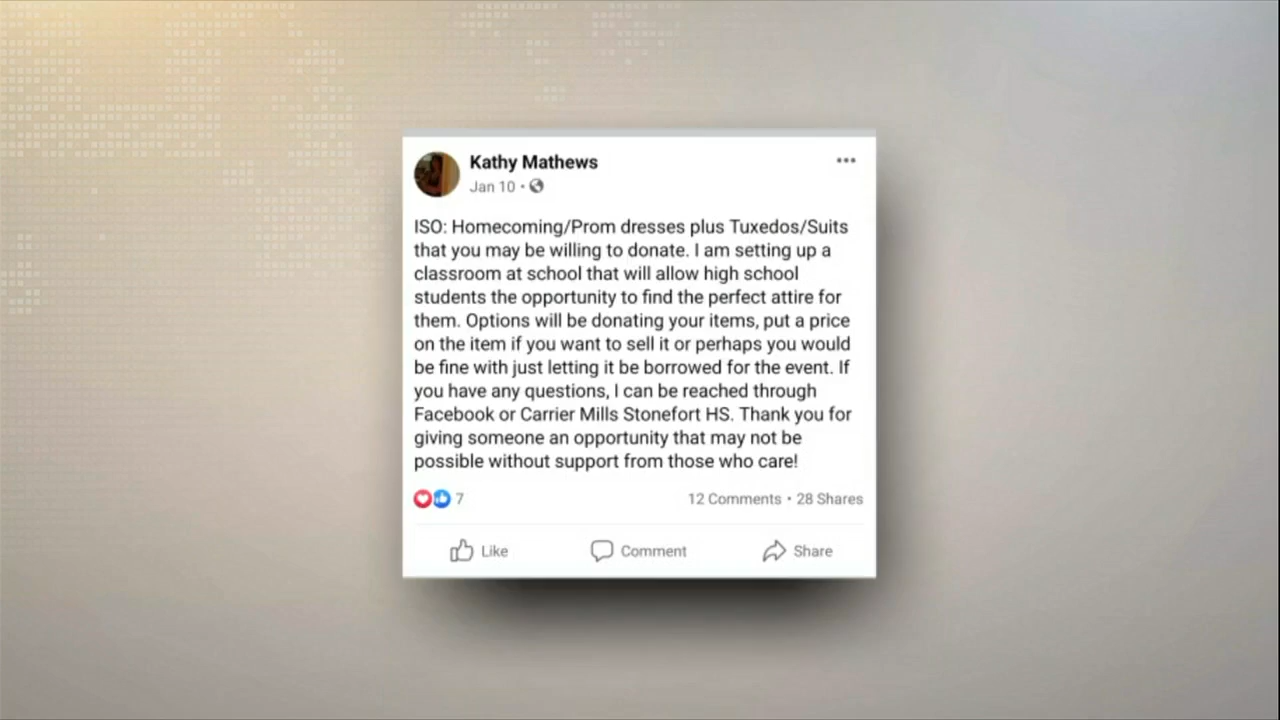 Kathy Mathews
Jan 10 •
ISO: Homecoming/Prom dresses plus Tuxedos/Suits
that you may be willing to donate. I am setting up a
classroom at school that will allow high school
students the opportunity to find the perfect attire for
them. Options will be donating your items, put a price
on the item if you want to sell it or perhaps you would
be fine with just letting it be borrowed for the event. If
you have any questions, I can be reached through
Facebook or Carrier Mills Stonefort HS. Thank you for
giving someone an opportunity that may not be
possible without support from those who care!
7 12 Comments • 28 Shares
Like Comment Share